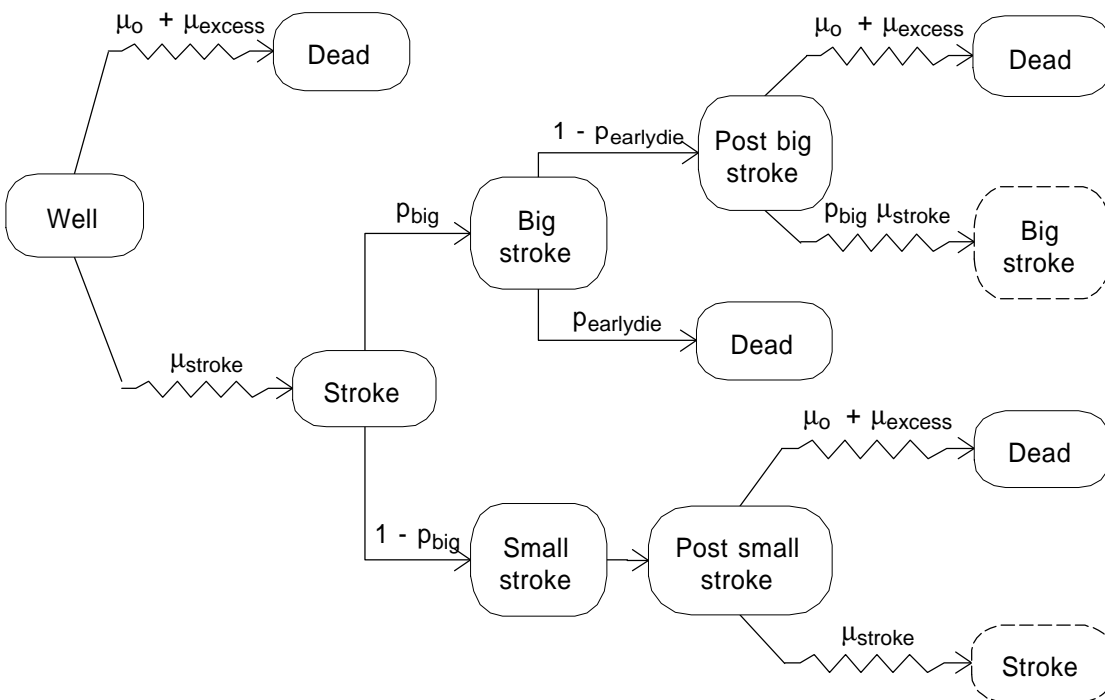 μo + μexcess
Dead
Well
μstroke
Stroke
pbig
Big
stroke
1 - pearlydie
Post big
stroke
μo + μexcess
Dead
pbig μstroke
Big
stroke
pearlydie
Dead
1 - pbig
Small
stroke
Post small
stroke
μo + μexcess
Dead
μstroke
Stroke